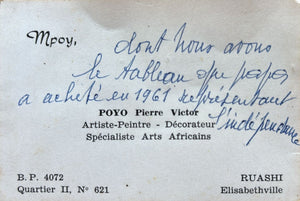 Mpoy,
dont nous avons
le tableau que papa
a acheté en 1961 représentant
l'indépendance
POYO Pierre Victor
Artiste-Peintre - Décorateur
Spécialiste Arts Africains
B. P. 4072
Quartier II, N° 621
RUASHI
Elisabethville